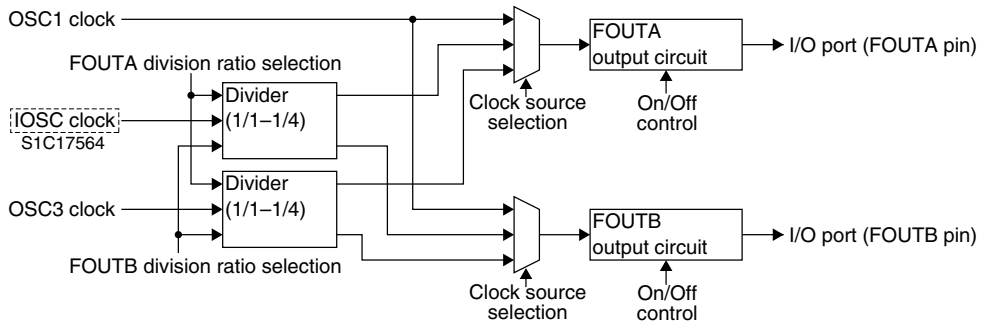 OSC1 clock
FOUTA division ratio selection
IOSC clock
S1C17564
Divider
(1/1–1/4)
OSC3 clock
Divider
(1/1–1/4)
FOUTB division ratio selection
Clock source
selection
FOUTA
output circuit
On/Off
control
I/O port (FOUTA pin)
Clock source
selection
FOUTB
output circuit
On/Off
control
I/O port (FOUTB pin)